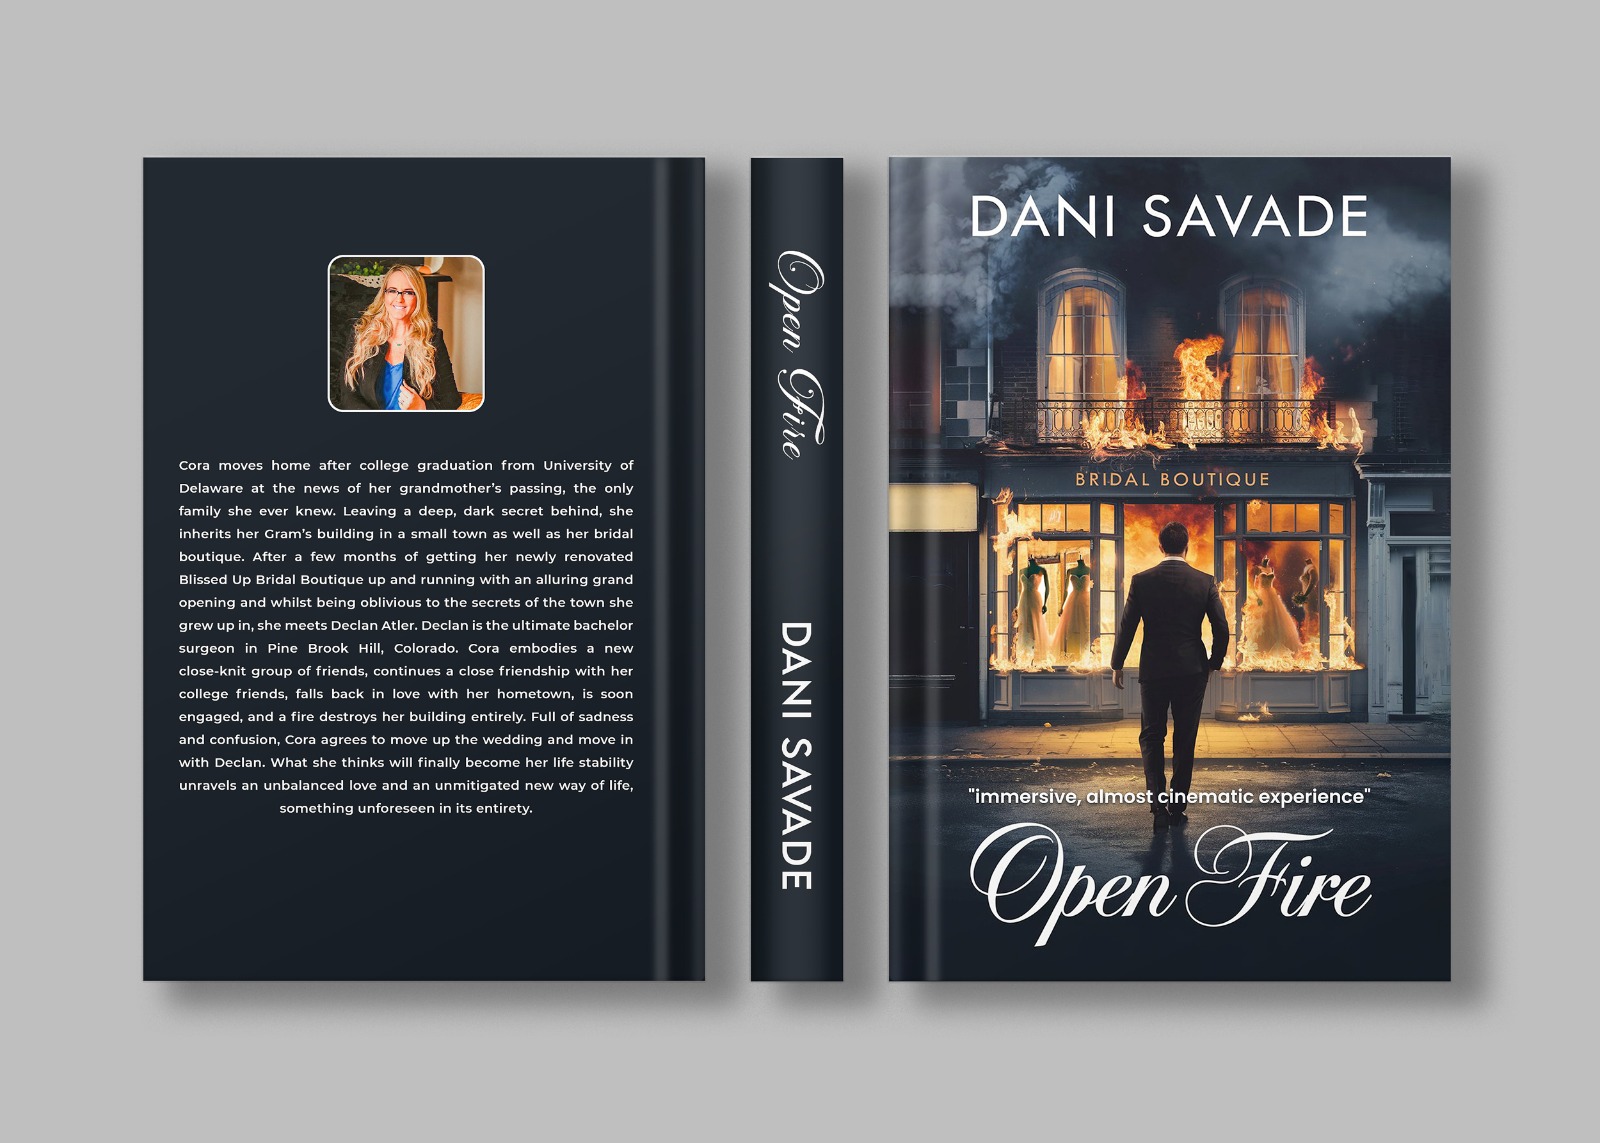 Cora moves home after college graduation from University of
Delaware at the news of her grandmother's passing, the only
family she ever knew. Leaving a deep, dark secret behind, she
inherits her Gram's building in a small town as well as her bridal
boutique. After a few months of getting her newly renovated
Blissed Up Bridal Boutique up and running with an alluring grand
opening and whilst being oblivious to the secrets of the town she
grew up in, she meets Declan Atler. Declan is the ultimate bachelor
surgeon in Pine Brook Hill, Colorado. Cora embodies a new
close-knit group of friends, continues a close friendship with her
college friends, falls back in love with her hometown, is soon
engaged, and a fire destroys her building entirely. Full of sadness
and confusion, Cora agrees to move up the wedding and move in
with Declan. What she thinks will finally become her life stability
unravels an unbalanced love and an unmitigated new way of life,
something unforeseen in its entirety.
Open Fire
DANI SAVADE
DANI SAVADE
BRIDAL BOUTIQUE
"immersive, almost cinematic experience"
Open Fire